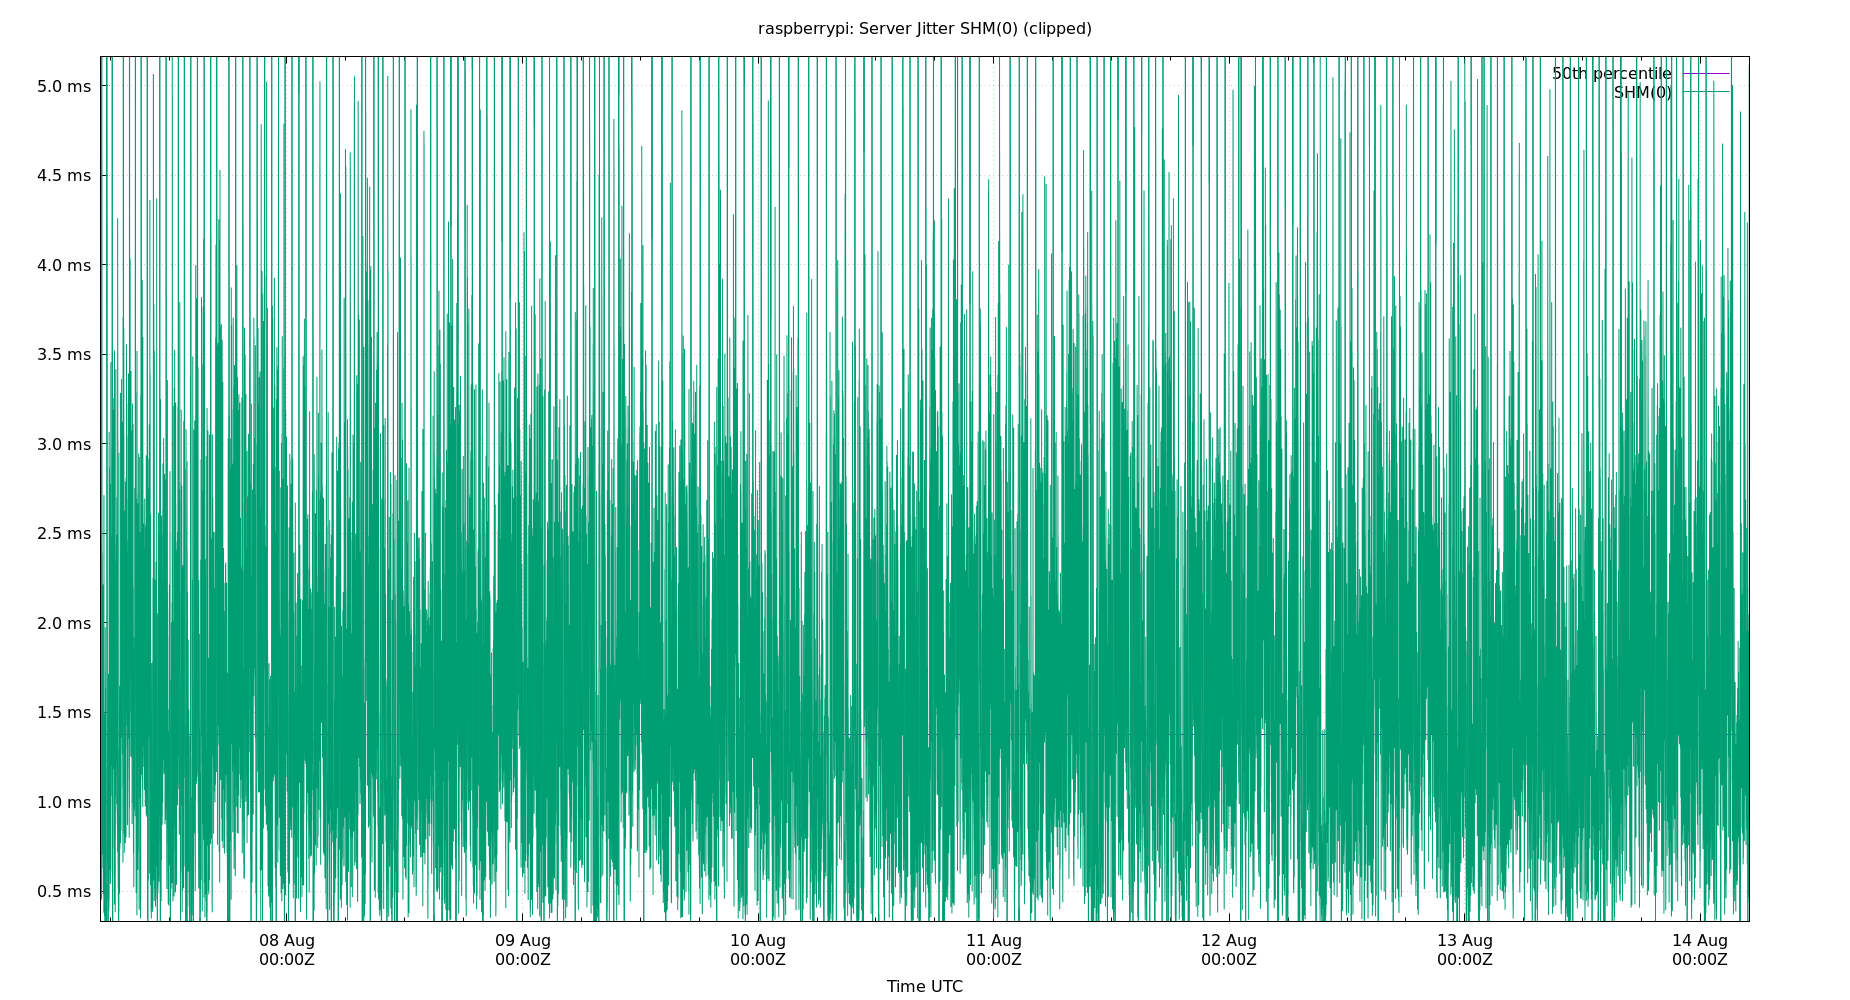 raspberrypi: Server Jitter SHM(0) (clipped)
50th percentile
SHM(0)
5.0 ms
4.5 ms
4.0 ms
3.5 ms
3.0 ms
2.5 ms
2.0 ms
1.5 ms
1.0 ms
0.5 ms
08 Aug 09 Aug 10 Aug 11 Aug 12 Aug 13 Aug 14 Aug
00:00Z 00:00Z 00:00Z 00:00Z 00:00Z 00:00Z 00:00Z
Time UTC